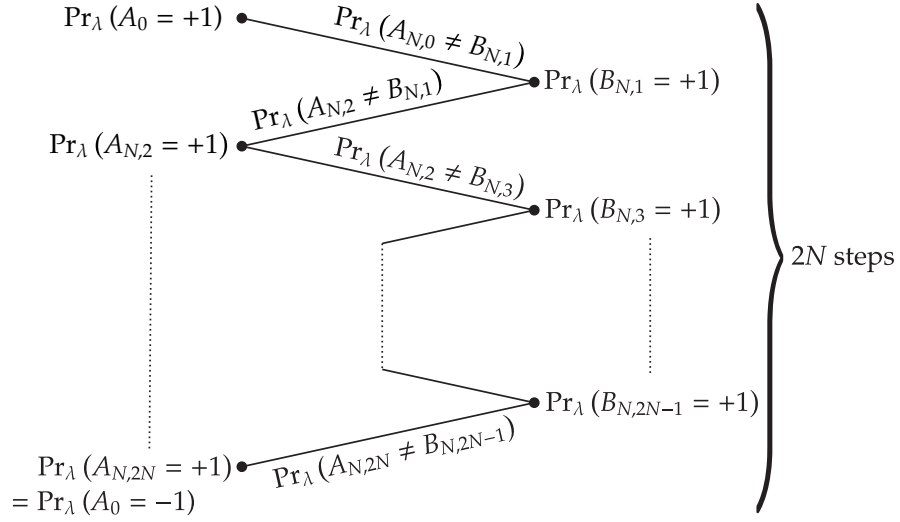 Pr_λ (A_0 = +1)
Pr_λ (A_{N,0} ≠ B_{N,1})
Pr_λ (B_{N,1} = +1)
Pr_λ (A_{N,2} ≠ B_{N,1})
Pr_λ (A_{N,2} = +1)
Pr_λ (A_{N,2} ≠ B_{N,3})
Pr_λ (B_{N,3} = +1)
2N steps
Pr_λ (B_{N,2N−1} = +1)
Pr_λ (A_{N,2N} ≠ B_{N,2N−1})
Pr_λ (A_{N,2N} = +1)
= Pr_λ (A_0 = −1)